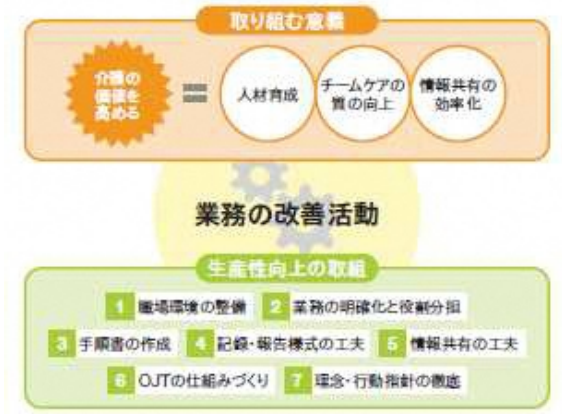 取り組む意義
介護の
価値を
高める
=
人材育成
チームケアの
質の向上
情報共有の
効率化
業務の改善活動
生産性向上の取組
1 職場環境の整備 2 業務の明確化と役割分担
3 手順書の作成 4 記録・報告様式の工夫 5 情報共有の工夫
6 OJTの仕組みづくり 7 理念・行動指針の徹底